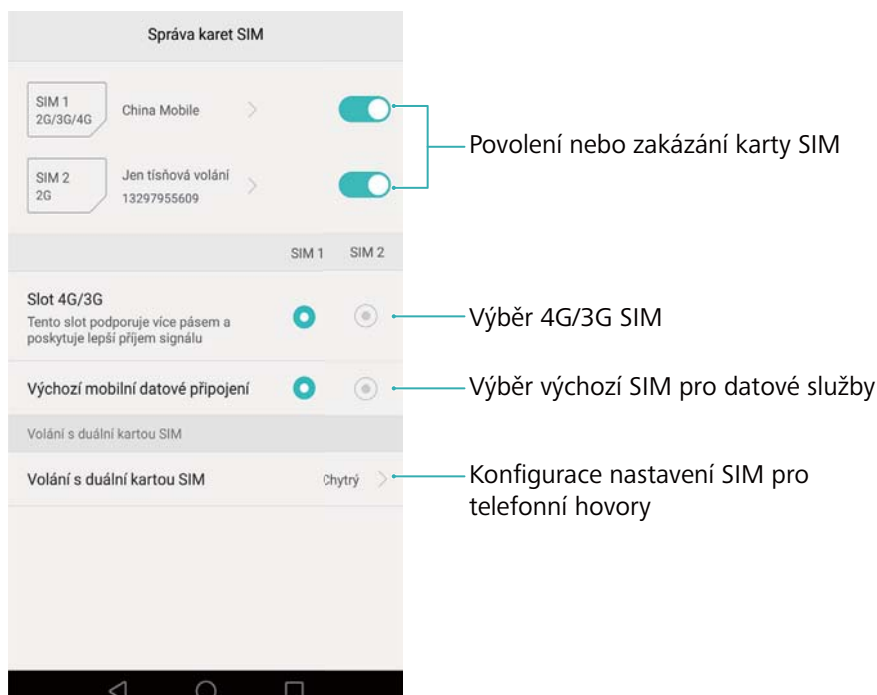 Správa karet SIM
SIM 1
2G/3G/4G
China Mobile
Povolení nebo zakázání karty SIM
SIM 2
2G
Jen tísňová volání
13297955609
SIM 1 SIM 2
Slot 4G/3G
Tento slot podporuje více pásem a
poskytuje lepší příjem signálu
Výběr 4G/3G SIM
Výchozí mobilní datové připojení
Výběr výchozí SIM pro datové služby
Volání s duální kartou SIM
Volání s duální kartou SIM
Chytrý
Konfigurace nastavení SIM pro
telefonní hovory